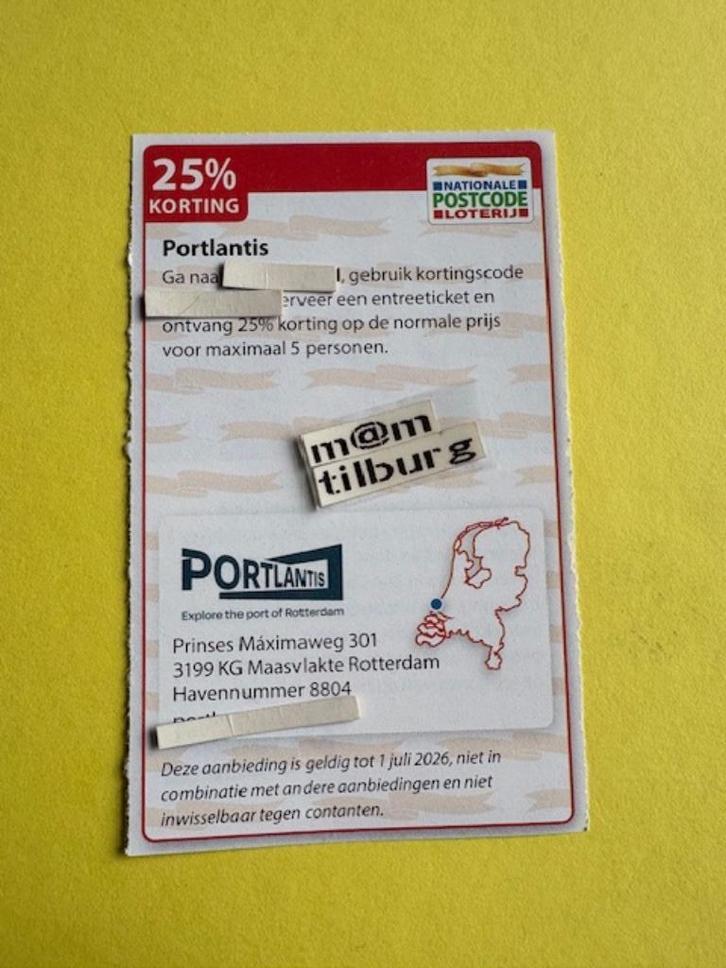 25%
KORTING
NATIONALE
POSTCODE
LOTERIJ
Portlantis
Ga naa l, gebruik kortingscode
erveer een entreeticket en
ontvang 25% korting op de normale prijs
voor maximaal 5 personen.
m@m
tilburg
PORTLANTIS
Explore the port of Rotterdam
Prinses Máximaweg 301
3199 KG Maasvlakte Rotterdam
Havennummer 8804
Deze aanbieding is geldig tot 1 juli 2026, niet in
combinatie met andere aanbiedingen en niet
inwisselbaar tegen contanten.